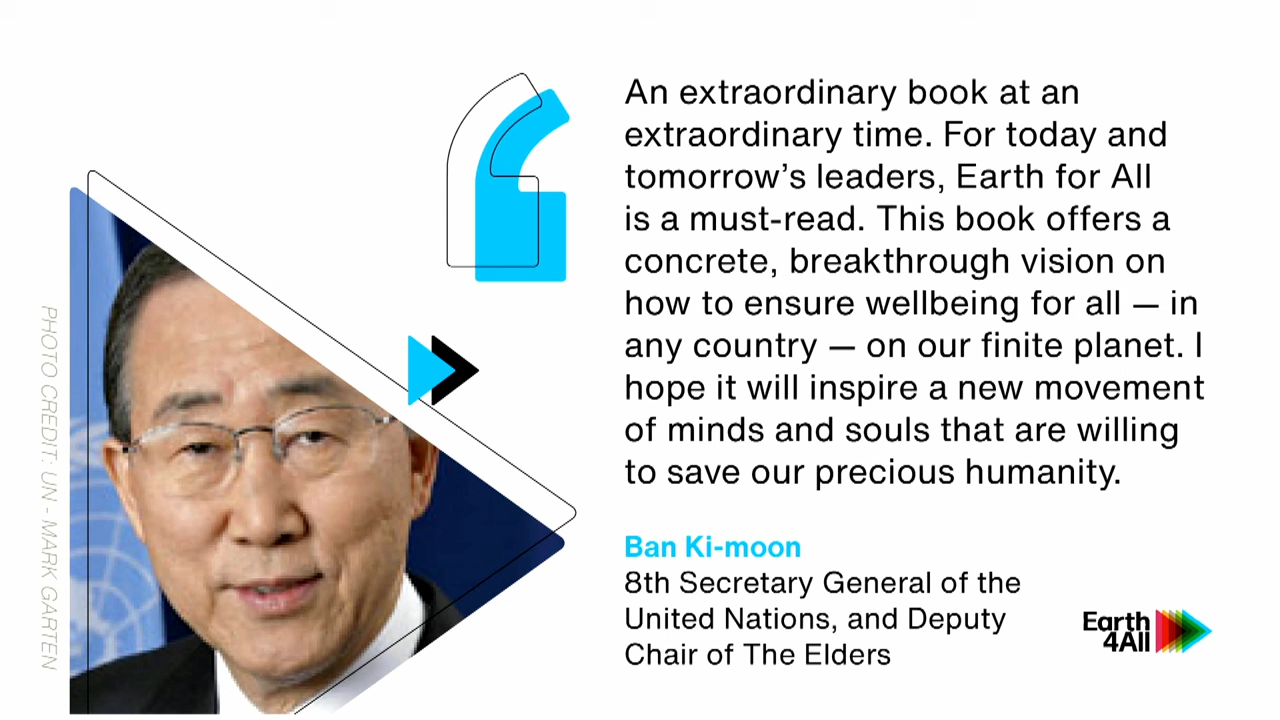 An extraordinary book at an
extraordinary time. For today and
tomorrow’s leaders, Earth for All
is a must-read. This book offers a
concrete, breakthrough vision on
how to ensure wellbeing for all — in
any country — on our finite planet. I
hope it will inspire a new movement
of minds and souls that are willing
to save our precious humanity.
Ban Ki-moon
8th Secretary General of the
United Nations, and Deputy
Chair of The Elders
Earth
4All
PHOTO CREDIT: UN - MARK GARTEN